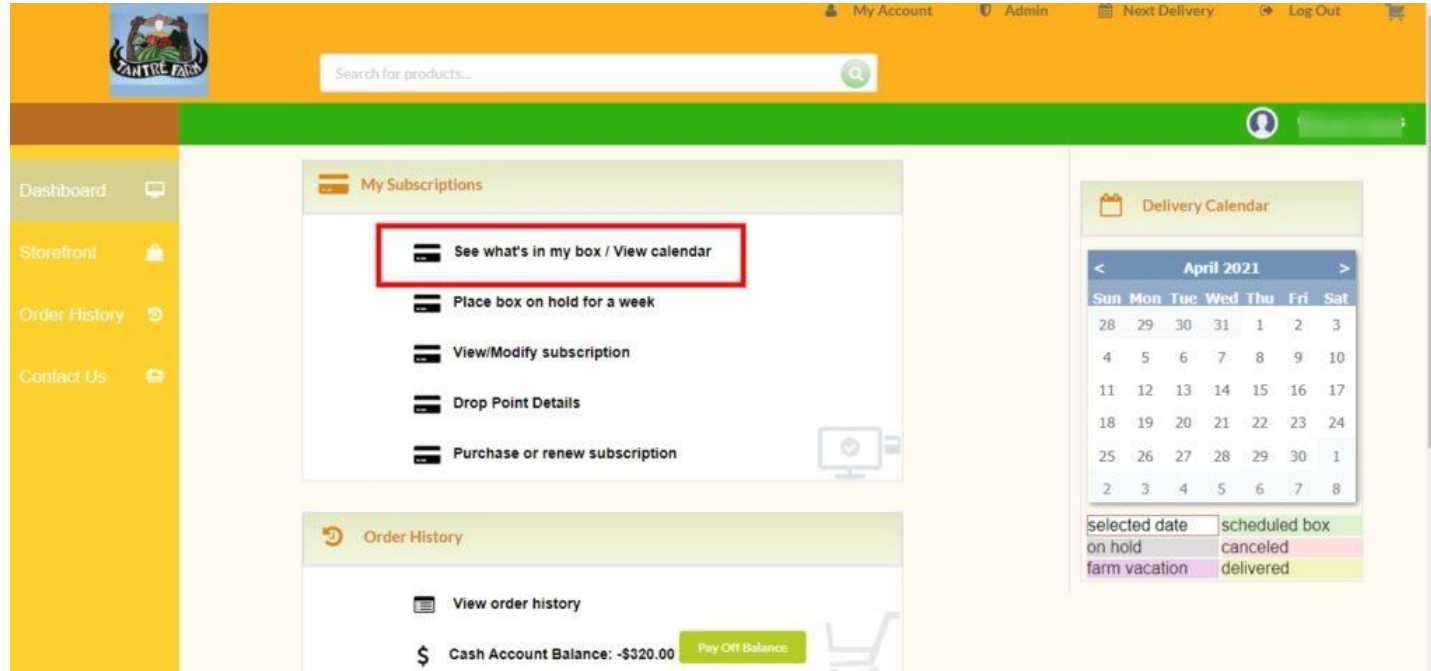 My Account Admin Next Delivery Log Out
TANTRÉ FARM
Search for products...
Dashboard
Storefront
Order History
Contact Us
My Subscriptions
See what's in my box / View calendar
Place box on hold for a week
View/Modify subscription
Drop Point Details
Purchase or renew subscription
Order History
View order history
Cash Account Balance: -$320.00 Pay Off Balance
Delivery Calendar
< April 2021 >
Sun Mon Tue Wed Thu Fri Sat
28 29 30 31 1 2 3
4 5 6 7 8 9 10
11 12 13 14 15 16 17
18 19 20 21 22 23 24
25 26 27 28 29 30 1
2 3 4 5 6 7 8
selected date scheduled box
on hold canceled
farm vacation delivered